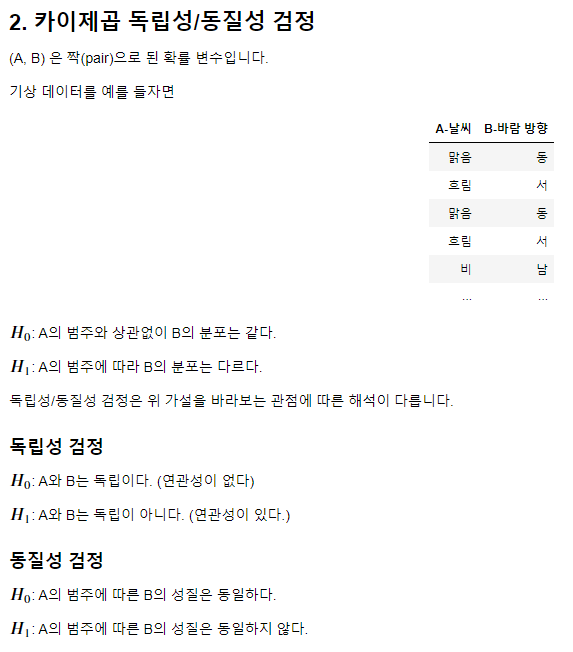 2. 카이제곱 독립성/동질성 검정
(A, B) 은 짝(pair)으로 된 확률 변수입니다.
기상 데이터를 예를 들자면
A-날씨 B-바람 방향
맑음 동
흐림 서
맑음 동
흐림 서
비 남
... ...
H₀: A의 범주와 상관없이 B의 분포는 같다.
H₁: A의 범주에 따라 B의 분포는 다르다.
독립성/동질성 검정은 위 가설을 바라보는 관점에 따른 해석이 다릅니다.
독립성 검정
H₀: A와 B는 독립이다. (연관성이 없다)
H₁: A와 B는 독립이 아니다. (연관성이 있다.)
동질성 검정
H₀: A의 범주에 따른 B의 성질은 동일하다.
H₁: A의 범주에 따른 B의 성질은 동일하지 않다.